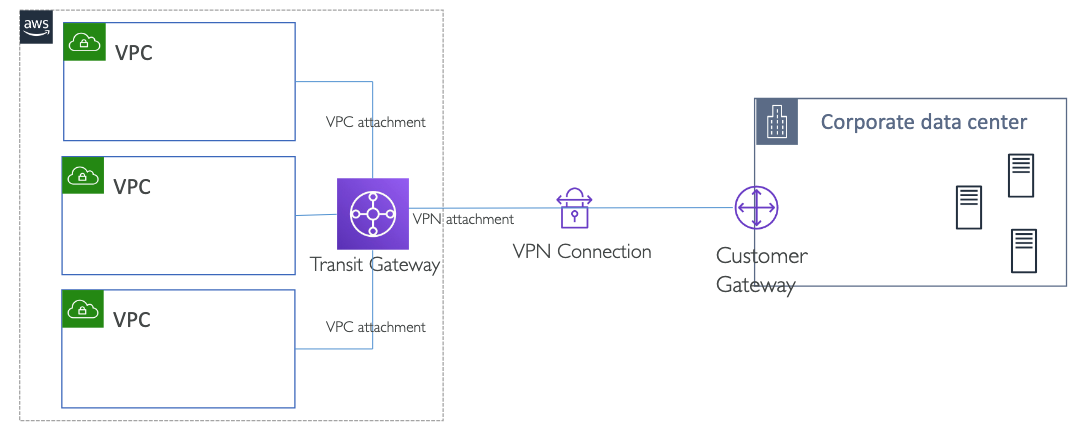 aws
VPC
VPC attachment
VPC
Transit Gateway
VPC
VPC attachment
VPN attachment
VPN Connection
Corporate data center
Customer
Gateway